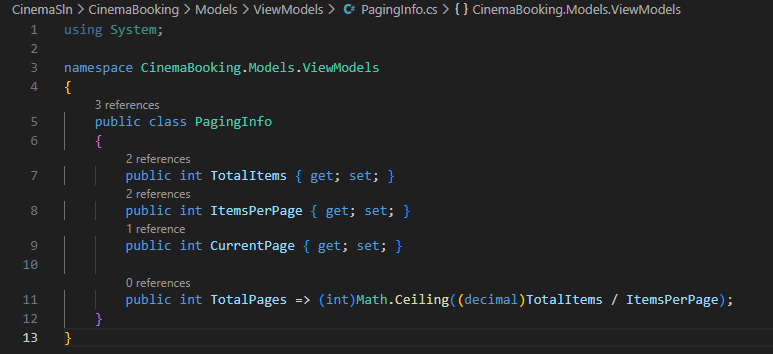 CinemaSln > CinemaBooking > Models > ViewModels > PagingInfo.cs > {} CinemaBooking.Models.ViewModels
1 using System;
2
3 namespace CinemaBooking.Models.ViewModels
4 {
3 references
5 public class PagingInfo
6 {
2 references
7 public int TotalItems { get; set; }
2 references
8 public int ItemsPerPage { get; set; }
1 reference
9 public int CurrentPage { get; set; }
10
0 references
11 public int TotalPages => (int)Math.Ceiling((decimal)TotalItems / ItemsPerPage);
12 }
13 }